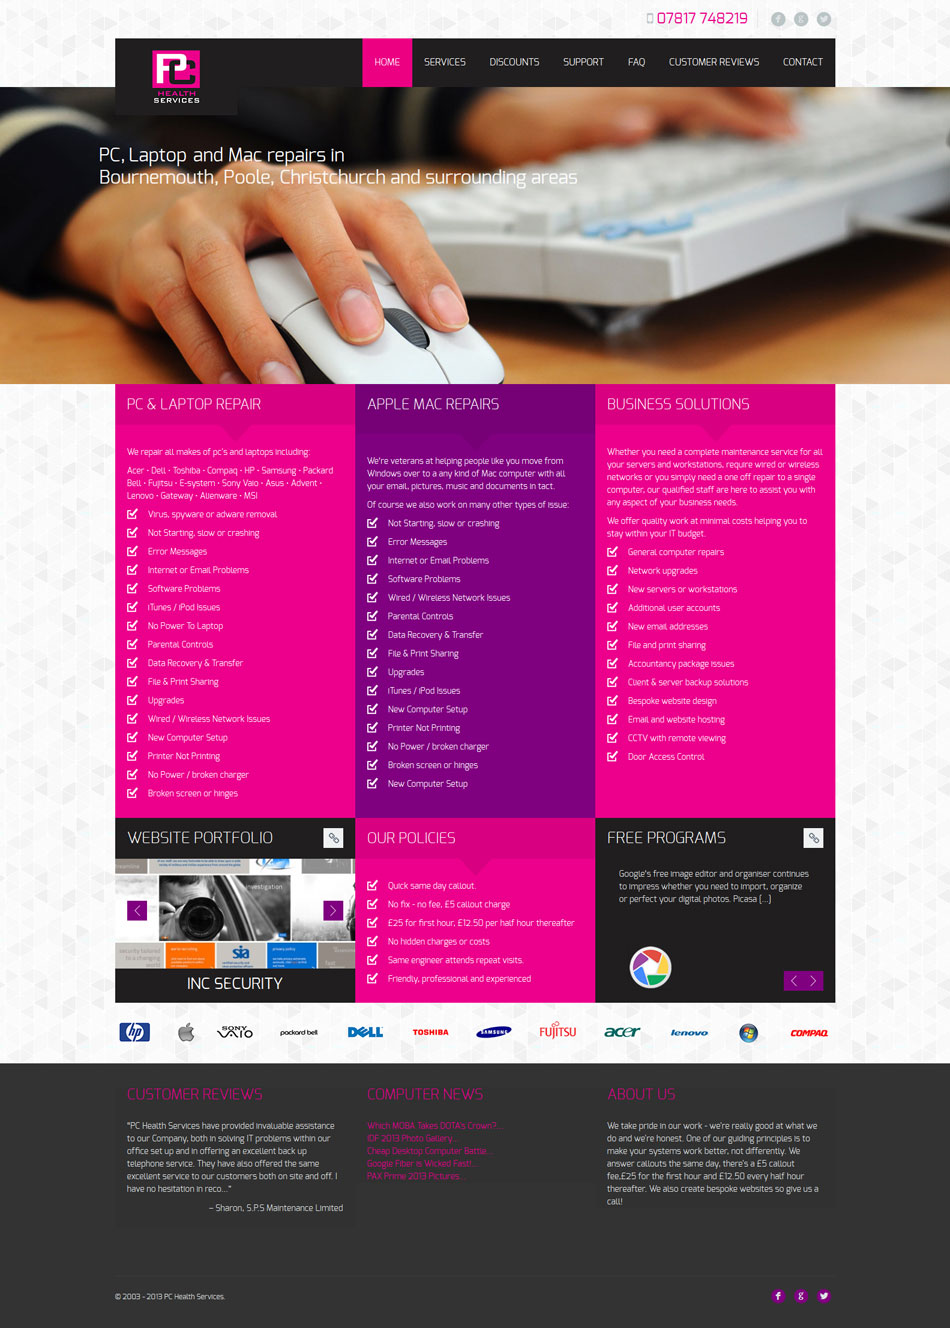 07817 748219
PC
HEALTH
SERVICES
HOME SERVICES DISCOUNTS SUPPORT FAQ CUSTOMER REVIEWS CONTACT
PC, Laptop and Mac repairs in
Bournemouth, Poole, Christchurch and surrounding areas
PC & LAPTOP REPAIR
We repair all makes of pc's and laptops including:
Acer • Dell • Toshiba • Compaq • HP • Samsung • Packard
Bell • Fujitsu • E-system • Sony Vaio • Asus • Advent •
Lenovo • Gateway • Alienware • MSI
Virus, spyware or adware removal
Not Starting, slow or crashing
Error Messages
Internet or Email Problems
Software Problems
iTunes / iPod Issues
No Power To Laptop
Parental Controls
Data Recovery & Transfer
File & Print Sharing
Upgrades
Wired / Wireless Network Issues
New Computer Setup
Printer Not Printing
No Power / broken charger
Broken screen or hinges
APPLE MAC REPAIRS
We're veterans at helping people like you move from
Windows over to a any kind of Mac computer with all
your email, pictures, music and documents in tact.
Of course we also work on many other types of issue:
Not Starting, slow or crashing
Error Messages
Internet or Email Problems
Software Problems
Wired / Wireless Network Issues
Parental Controls
Data Recovery & Transfer
File & Print Sharing
Upgrades
iTunes / iPod Issues
New Computer Setup
Printer Not Printing
No Power / broken charger
Broken screen or hinges
New Computer Setup
BUSINESS SOLUTIONS
Whether you need a complete maintenance service for all
your servers and workstations, require wired or wireless
networks or you simply need a one off repair to a single
computer, our qualified staff are here to assist you with
any aspect of your business needs.
We offer quality work at minimal costs helping you to
stay within your IT budget.
General computer repairs
Network upgrades
New servers or workstations
Additional user accounts
New email addresses
File and print sharing
Accountancy package issues
Client & server backup solutions
Bespoke website design
Email and website hosting
CCTV with remote viewing
Door Access Control
WEBSITE PORTFOLIO
investigation
security tailored
to a changing
world
sia
INC SECURITY
OUR POLICIES
Quick same day callout.
No fix - no fee, £5 callout charge
£25 for first hour, £12.50 per half hour thereafter
No hidden charges or costs
Same engineer attends repeat visits.
Friendly, professional and experienced
FREE PROGRAMS
Google's free image editor and organiser continues
to impress whether you need to import, organize
or perfect your digital photos. Picasa [...]
hp SONY VAIO packard bell DELL TOSHIBA SAMSUNG FUJITSU acer lenovo COMPAQ
CUSTOMER REVIEWS
"PC Health Services have provided invaluable assistance
to our Company, both in solving IT problems within our
office set up and in offering an excellent back up
telephone service. They have also offered the same
excellent service to our customers both on site and off. I
have no hesitation in reco..."
– Sharon, S.P.S Maintenance Limited
COMPUTER NEWS
Which MOBA Takes DOTA's Crown?...
IDF 2013 Photo Gallery...
Cheap Desktop Computer Battle...
Google Fiber is Wicked Fast!...
PAX Prime 2013 Pictures...
ABOUT US
We take pride in our work - we're really good at what we
do and we're honest. One of our guiding principles is to
make your systems work better, not differently. We
answer callouts the same day, there's a £5 callout
fee,£25 for the first hour and £12.50 every half hour
thereafter. We also create bespoke websites so give us a
call!
© 2003 - 2013 PC Health Services.